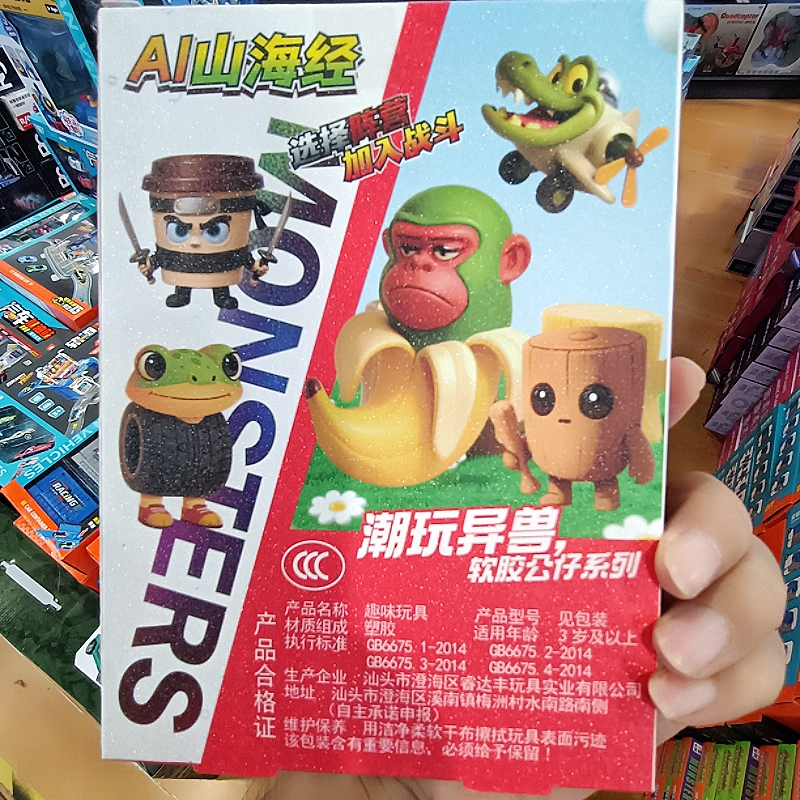 AI山海经
选择阵营
加入战斗
MONSTERS
潮玩异兽,
软胶公仔系列
CCC
产品合格证
产品名称： 趣味玩具 产品型号： 见包装
材质组成： 塑胶 适用年龄： 3 岁及以上
执行标准： GB6675.1-2014 GB6675.2-2014
GB6675.3-2014 GB6675.4-2014
生产企业：汕头市澄海区睿达丰玩具实业有限公司
地址：汕头市澄海区溪南镇梅洲村水南路南侧
（自主承诺申报）
维护保养：用洁净柔软干布擦拭玩具表面污迹
该包装含有重要信息，必须给予保留！
VEHICLES
RACING
Quadcopter